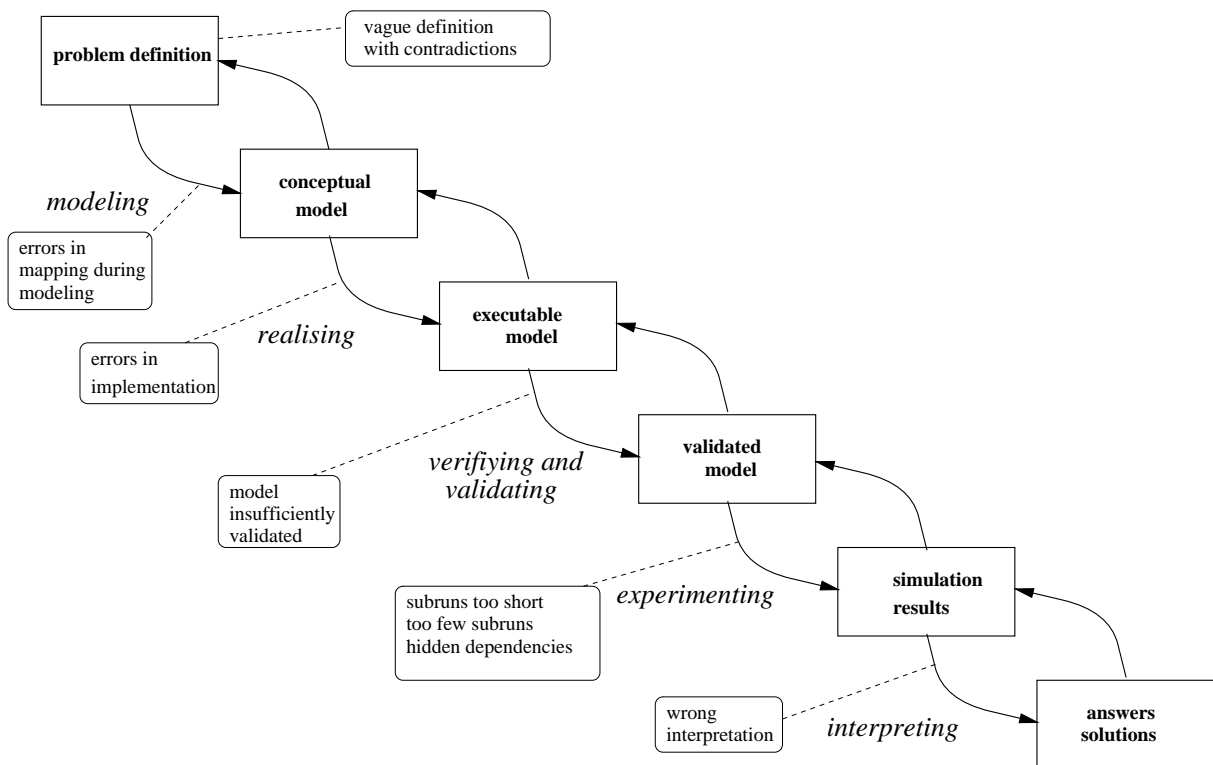 vague definition
with contradictions
problem definition
conceptual
model
modeling
errors in
mapping during
modeling
executable
model
realising
errors in
implementation
validated
model
verifiying and
validating
model
insufficiently
validated
simulation
results
experimenting
subruns too short
too few subruns
hidden dependencies
answers
solutions
wrong
interpretation
interpreting